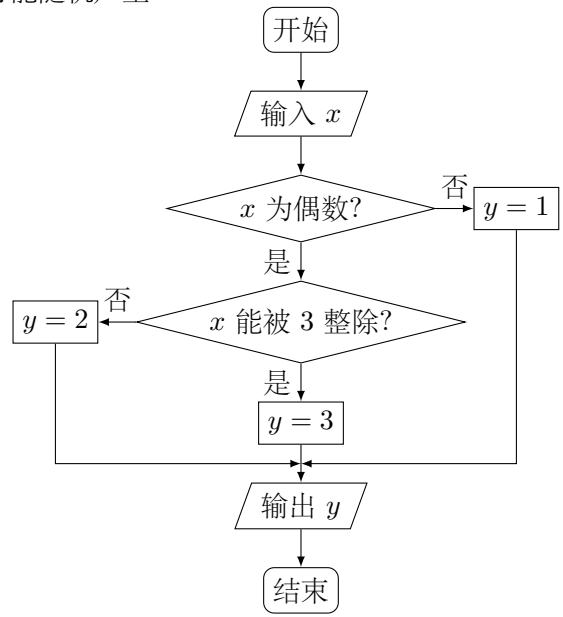 开始
输入 x
x 为偶数?
否
y = 1
是
x 能被 3 整除?
否
y = 2
是
y = 3
输出 y
结束